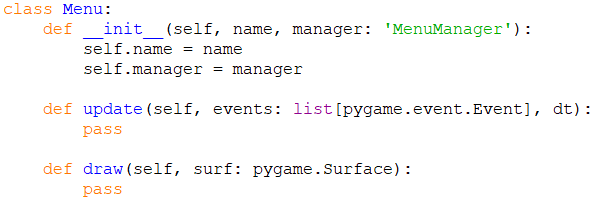 class Menu:
    def __init__(self, name, manager: 'MenuManager'):
        self.name = name
        self.manager = manager

    def update(self, events: list[pygame.event.Event], dt):
        pass

    def draw(self, surf: pygame.Surface):
        pass